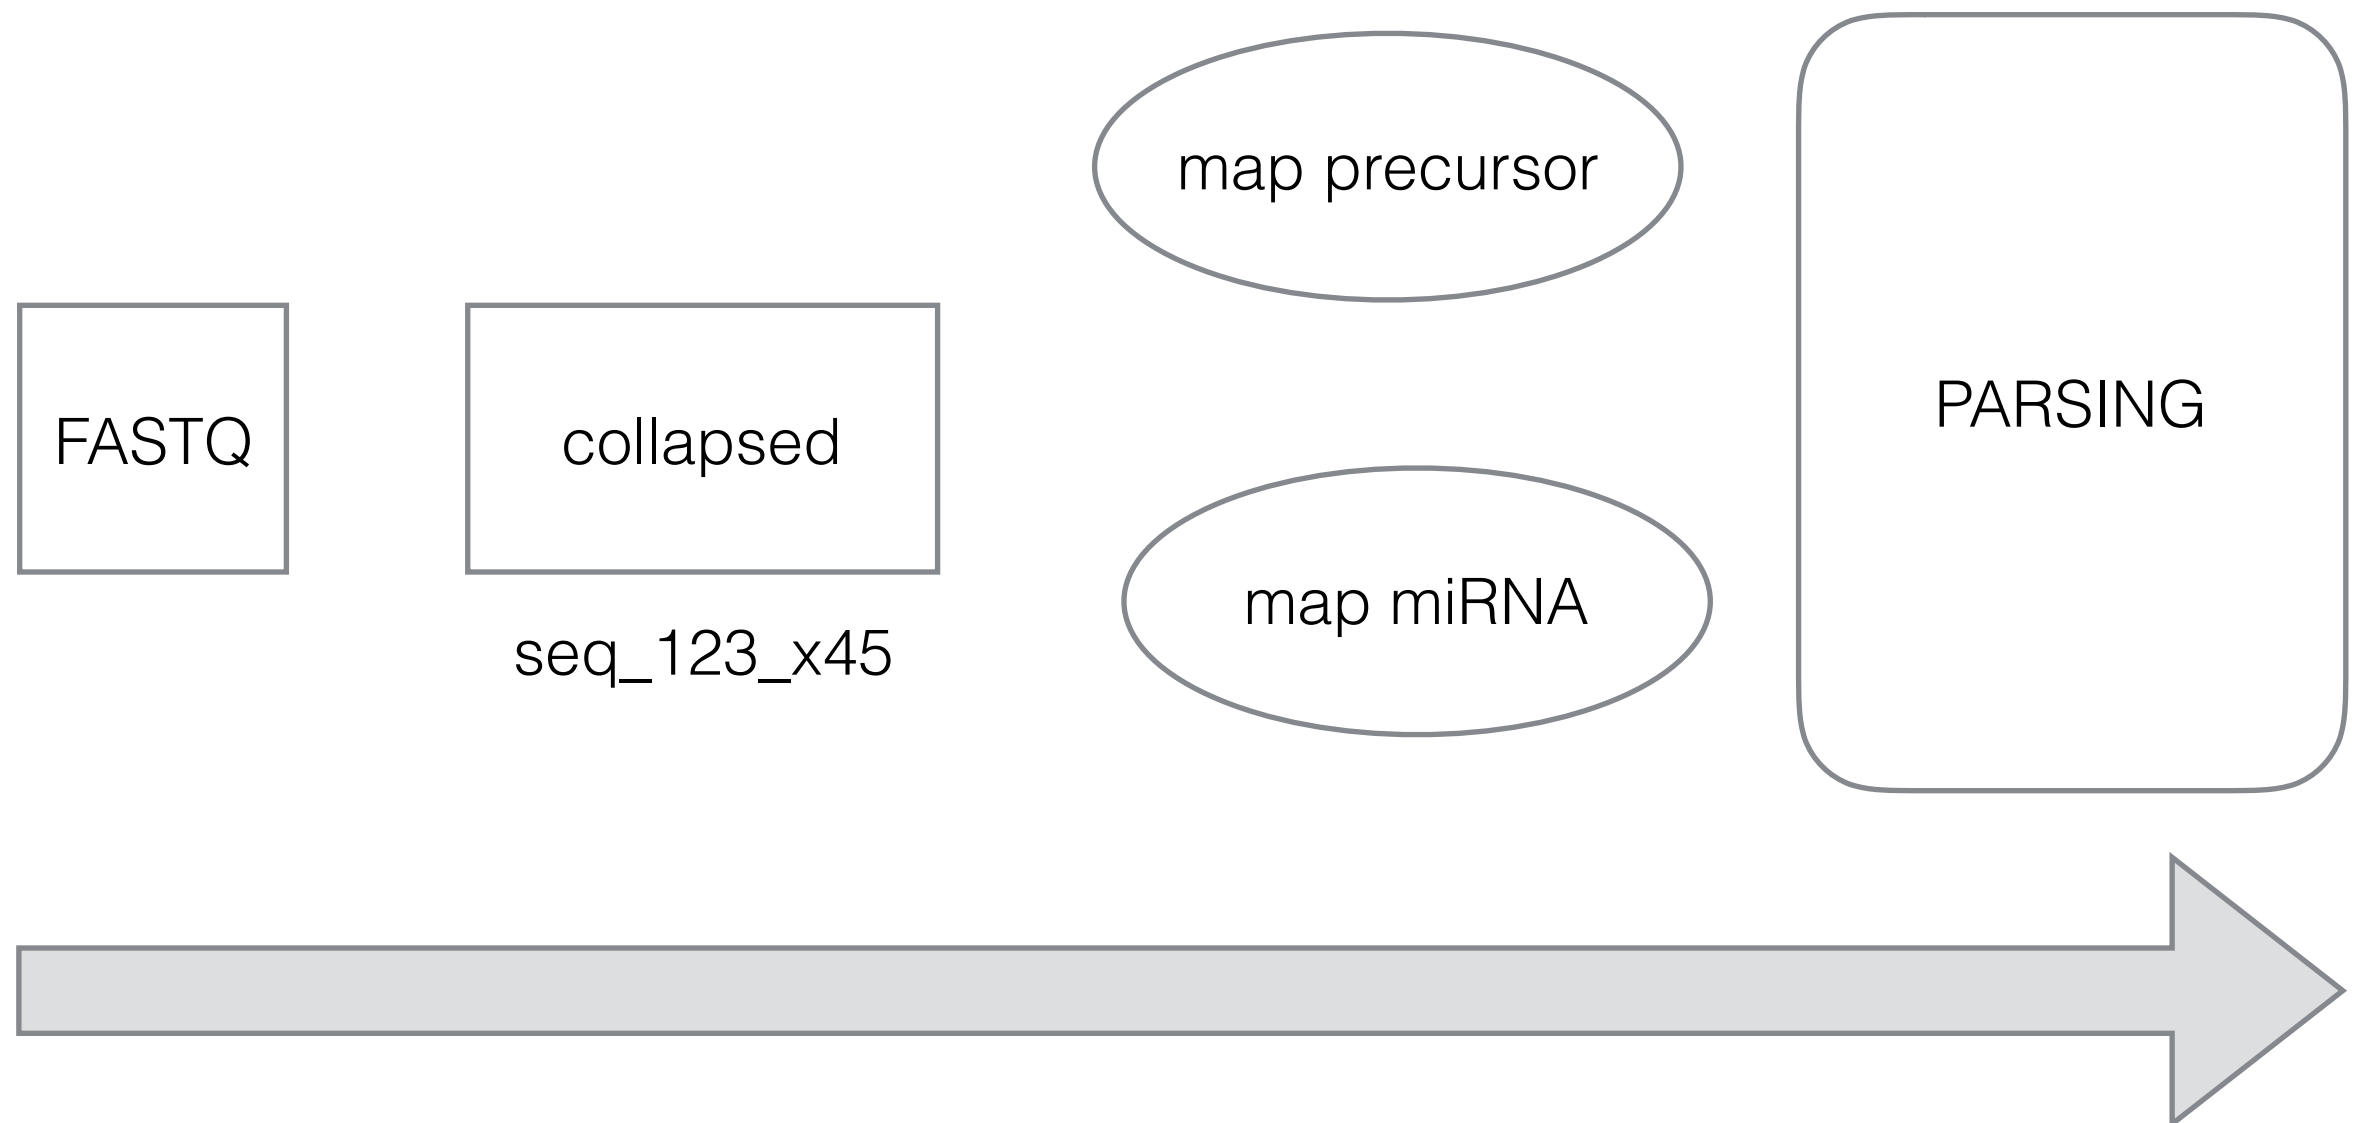 FASTQ
collapsed
seq_123_x45
map precursor
map miRNA
PARSING